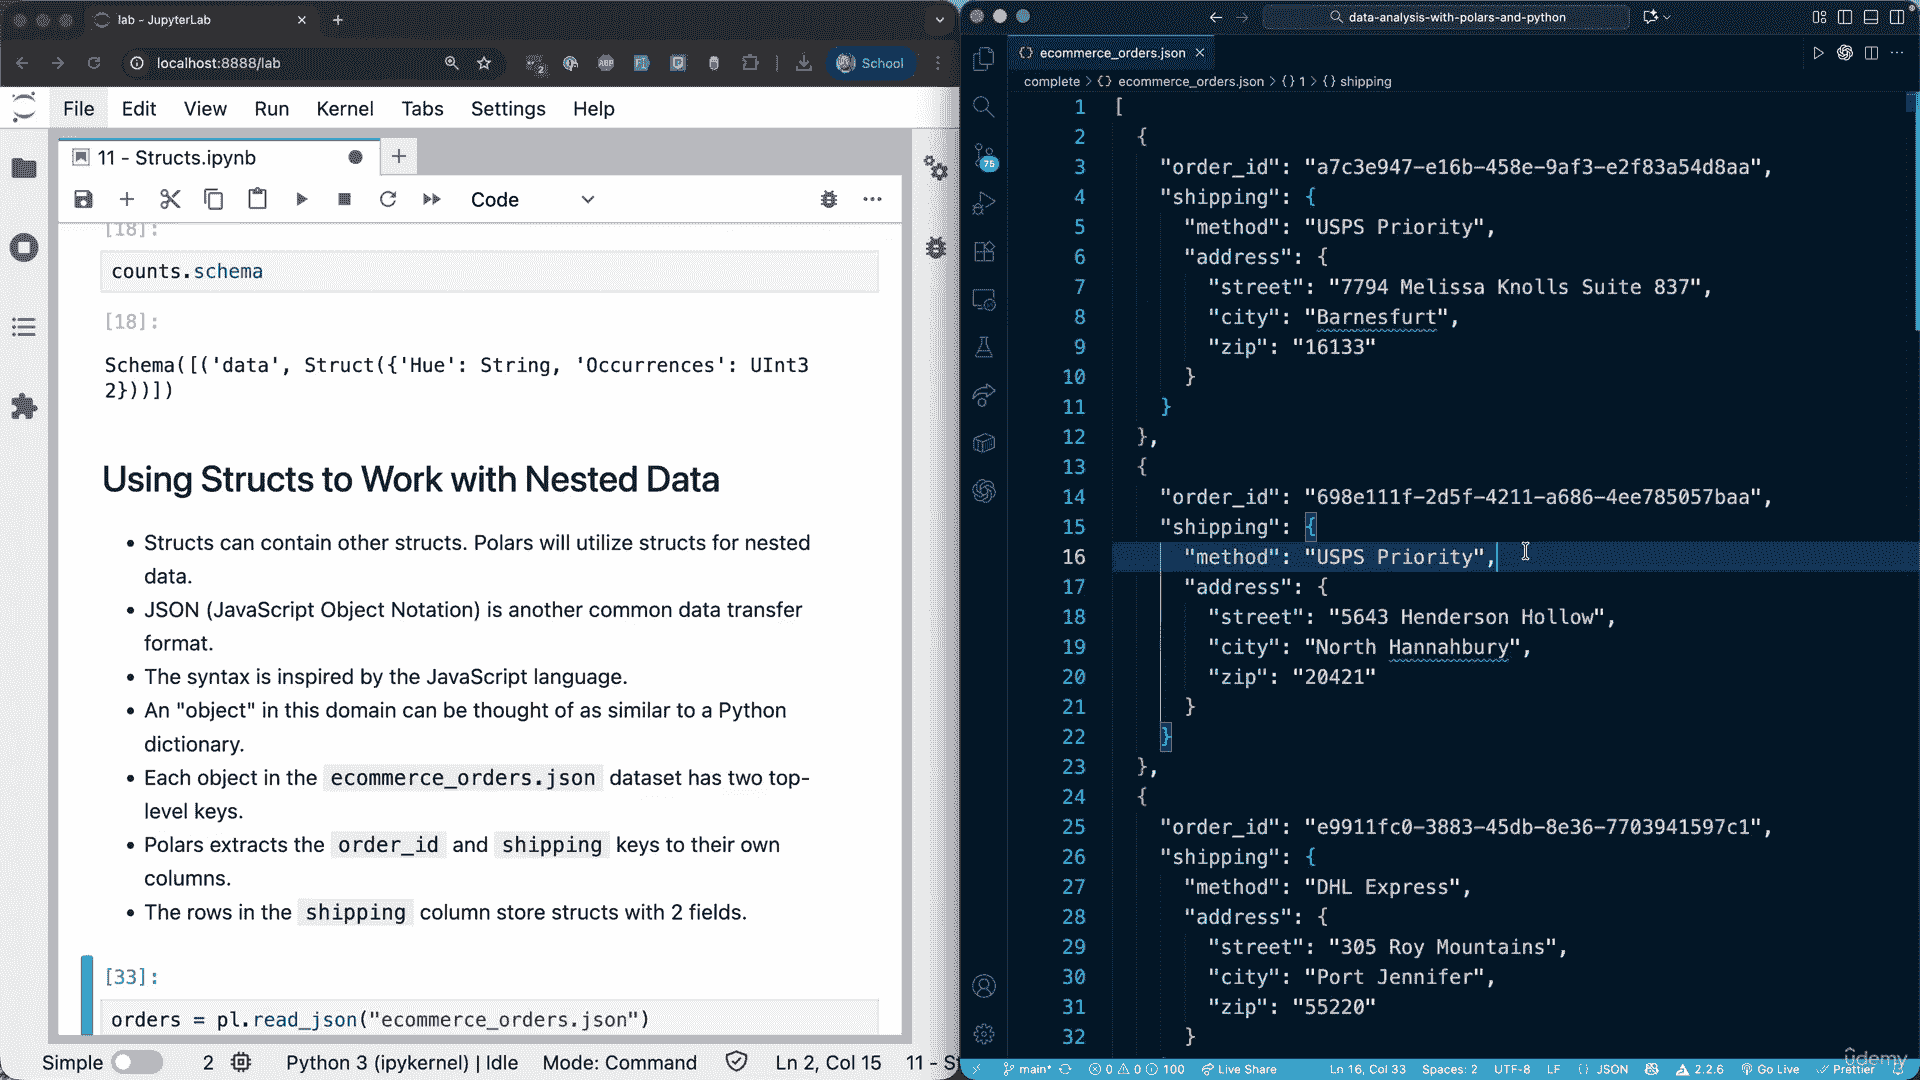 lab - JupyterLab
localhost:8888/lab
School
File Edit View Run Kernel Tabs Settings Help
11 - Structs.ipynb
Code
[18]:
counts.schema
[18]:
Schema([('data', Struct({'Hue': String, 'Occurrences': UInt3
2}))])
Using Structs to Work with Nested Data
• Structs can contain other structs. Polars will utilize structs for nested
data.
• JSON (JavaScript Object Notation) is another common data transfer
format.
• The syntax is inspired by the JavaScript language.
• An "object" in this domain can be thought of as similar to a Python
dictionary.
• Each object in the ecommerce_orders.json dataset has two top-
level keys.
• Polars extracts the order_id and shipping keys to their own
columns.
• The rows in the shipping column store structs with 2 fields.
[33]:
orders = pl.read_json("ecommerce_orders.json")
Simple 2 Python 3 (ipykernel) | Idle Mode: Command Ln 2, Col 15 11 - S
data-analysis-with-polars-and-python
{} ecommerce_orders.json
complete > {} ecommerce_orders.json > {} 1 > {} shipping
75
1 [
2 {
3 "order_id": "a7c3e947-e16b-458e-9af3-e2f83a54d8aa",
4 "shipping": {
5 "method": "USPS Priority",
6 "address": {
7 "street": "7794 Melissa Knolls Suite 837",
8 "city": "Barnesfurt",
9 "zip": "16133"
10 }
11 }
12 },
13 {
14 "order_id": "698e111f-2d5f-4211-a686-4ee785057baa",
15 "shipping": {
16 "method": "USPS Priority",
17 "address": {
18 "street": "5643 Henderson Hollow",
19 "city": "North Hannahbury",
20 "zip": "20421"
21 }
22 }
23 },
24 {
25 "order_id": "e9911fc0-3883-45db-8e36-7703941597c1",
26 "shipping": {
27 "method": "DHL Express",
28 "address": {
29 "street": "305 Roy Mountains",
30 "city": "Port Jennifer",
31 "zip": "55220"
32 }
main* 0 0 100 Live Share Ln 16, Col 33 Spaces: 2 UTF-8 LF {} JSON 2.2.6 Go Live Prettier
udemy